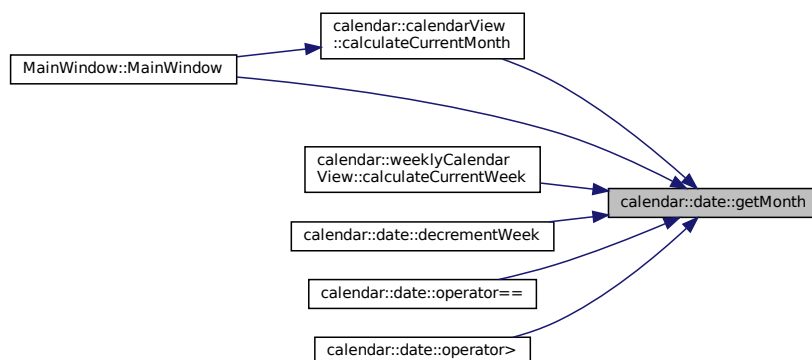 calendar::calendarView
::calculateCurrentMonth
MainWindow::MainWindow
calendar::weeklyCalendar
View::calculateCurrentWeek
calendar::date::getMonth
calendar::date::decrementWeek
calendar::date::operator==
calendar::date::operator>